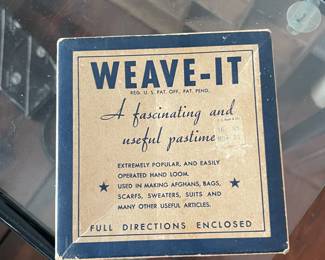 WEAVE-IT
REG. U. S. PAT. OFF. PAT. PEND.
A fascinating and
useful pastime
EXTREMELY POPULAR, AND EASILY
OPERATED HAND LOOM.
USED IN MAKING AFGHANS, BAGS,
SCARFS, SWEATERS, SUITS AND
MANY OTHER USEFUL ARTICLES.
FULL DIRECTIONS ENCLOSED